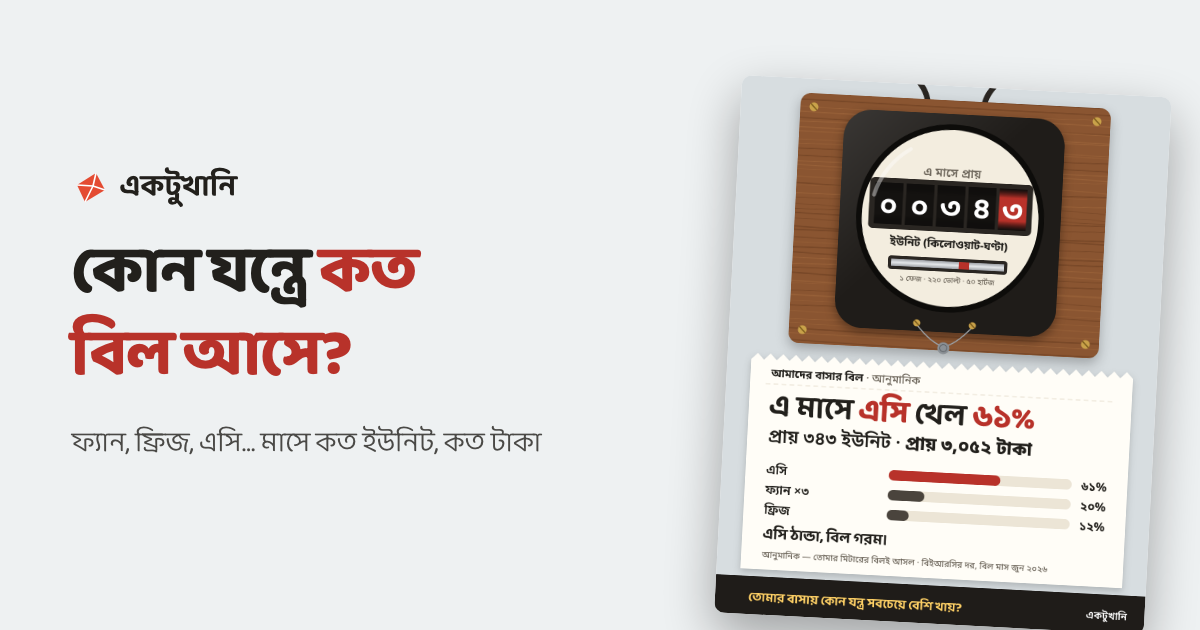 একটুখানি
কোন যন্ত্রে কত
বিল আসে?
ফ্যান, ফ্রিজ, এসি... মাসে কত ইউনিট, কত টাকা
এ মাসে প্রায়
০ ০ ৩ ৪ ৩
ইউনিট (কিলোওয়াট-ঘণ্টা)
১ ফেজ · ২২০ ভোল্ট · ৫০ হার্টজ
আমাদের বাসার বিল · আনুমানিক
এ মাসে এসি খেল ৬১%
প্রায় ৩৪৩ ইউনিট · প্রায় ৩,০৫২ টাকা
এসি ৬১%
ফ্যান ×৩ ২০%
ফ্রিজ ১২%
এসি ঠান্ডা, বিল গরম।
আনুমানিক — তোমার মিটারের বিলই আসল · বিইআরসির দর, বিল মাস জুন ২০২৬
তোমার বাসায় কোন যন্ত্র সবচেয়ে বেশি খায়?
একটুখানি